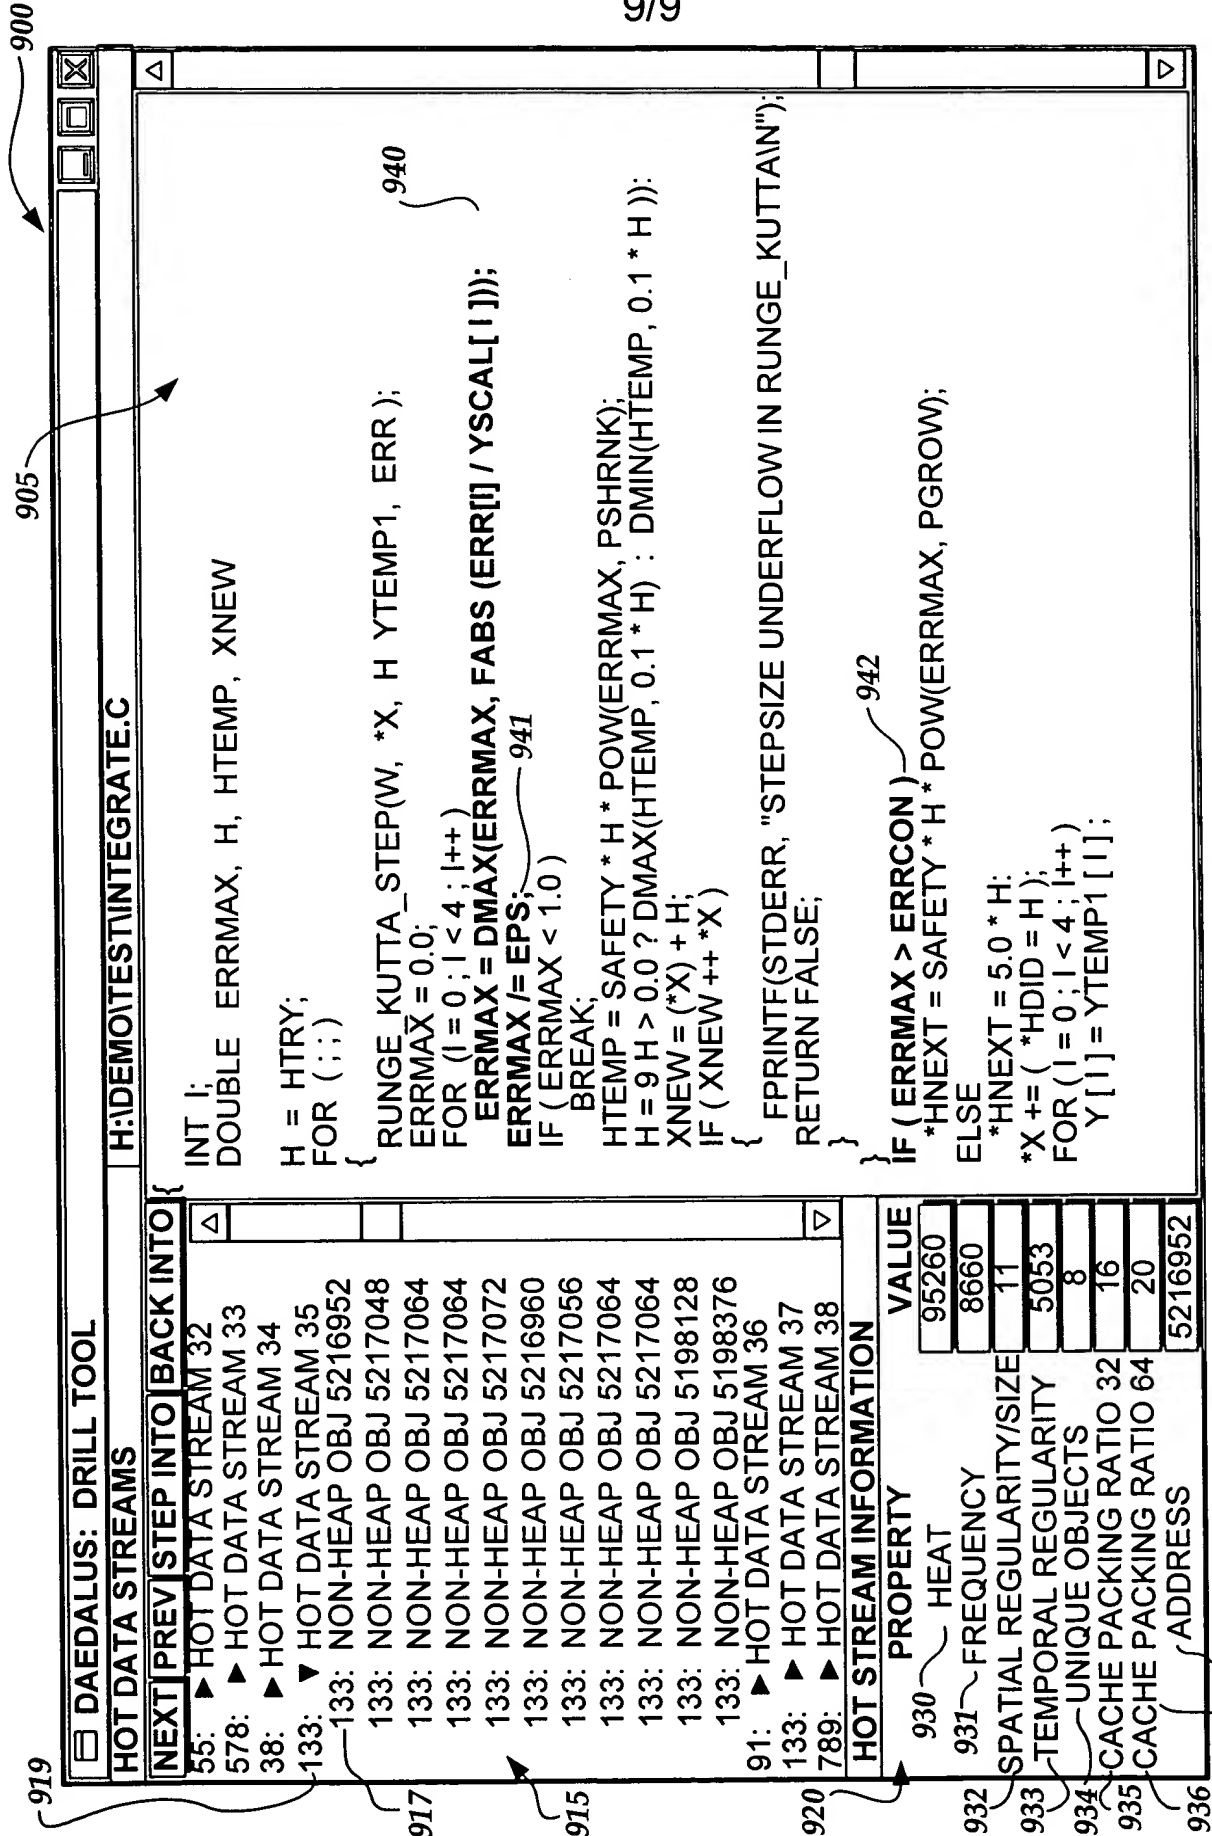 9/9
900
905
DAEDALUS: DRILL TOOL
HOT DATA STREAMS
H:\DEMO\TEST\INTEGRATE.C
NEXT PREV STEP INTO BACK INTO
919
55: ▶ HOT DATA STREAM 32
578: ▶ HOT DATA STREAM 33
38: ▶ HOT DATA STREAM 34
133: ▼ HOT DATA STREAM 35
133: NON-HEAP OBJ 5216952
133: NON-HEAP OBJ 5217048
133: NON-HEAP OBJ 5217064
133: NON-HEAP OBJ 5217064
133: NON-HEAP OBJ 5217072
133: NON-HEAP OBJ 5216960
133: NON-HEAP OBJ 5217056
133: NON-HEAP OBJ 5217064
133: NON-HEAP OBJ 5217064
133: NON-HEAP OBJ 5198128
133: NON-HEAP OBJ 5198376
91: ▶ HOT DATA STREAM 36
133: ▶ HOT DATA STREAM 37
789: ▶ HOT DATA STREAM 38
917
915
HOT STREAM INFORMATION
920
PROPERTY VALUE
930 HEAT 95260
931 FREQUENCY 8660
932 SPATIAL REGULARITY/SIZE 11
933 TEMPORAL REGULARITY 5053
934 UNIQUE OBJECTS 8
935 CACHE PACKING RATIO 32 16
936 CACHE PACKING RATIO 64 20
ADDRESS 5216952
{
INT I;
DOUBLE ERRMAX, H, HTEMP, XNEW
H = HTRY;
FOR ( ; ; )
{
RUNGE_KUTTA_STEP(W, *X, H YTEMP1, ERR );
ERRMAX = 0.0;
FOR (I = 0 ; I < 4 ; I++ )
ERRMAX = DMAX(ERRMAX, FABS (ERR[I] / YSCAL[ I ]));
940
ERRMAX /= EPS;
941
IF ( ERRMAX < 1.0 )
BREAK;
HTEMP = SAFETY * H * POW(ERRMAX, PSHRNK);
H = 9 H > 0.0 ? DMAX(HTEMP, 0.1 * H) : DMIN(HTEMP, 0.1 * H )):
XNEW = (*X) + H;
IF ( XNEW ++ *X )
{
FPRINTF(STDERR, "STEPSIZE UNDERFLOW IN RUNGE_KUTTA\N");
RETURN FALSE;
}
}
IF ( ERRMAX > ERRCON )
942
*HNEXT = SAFETY * H * POW(ERRMAX, PGROW);
ELSE
*HNEXT = 5.0 * H:
*X += ( *HDID = H );
FOR ( I = 0 ; I < 4 ; I++ )
Y [ I ] = YTEMP1 [ I ] ;